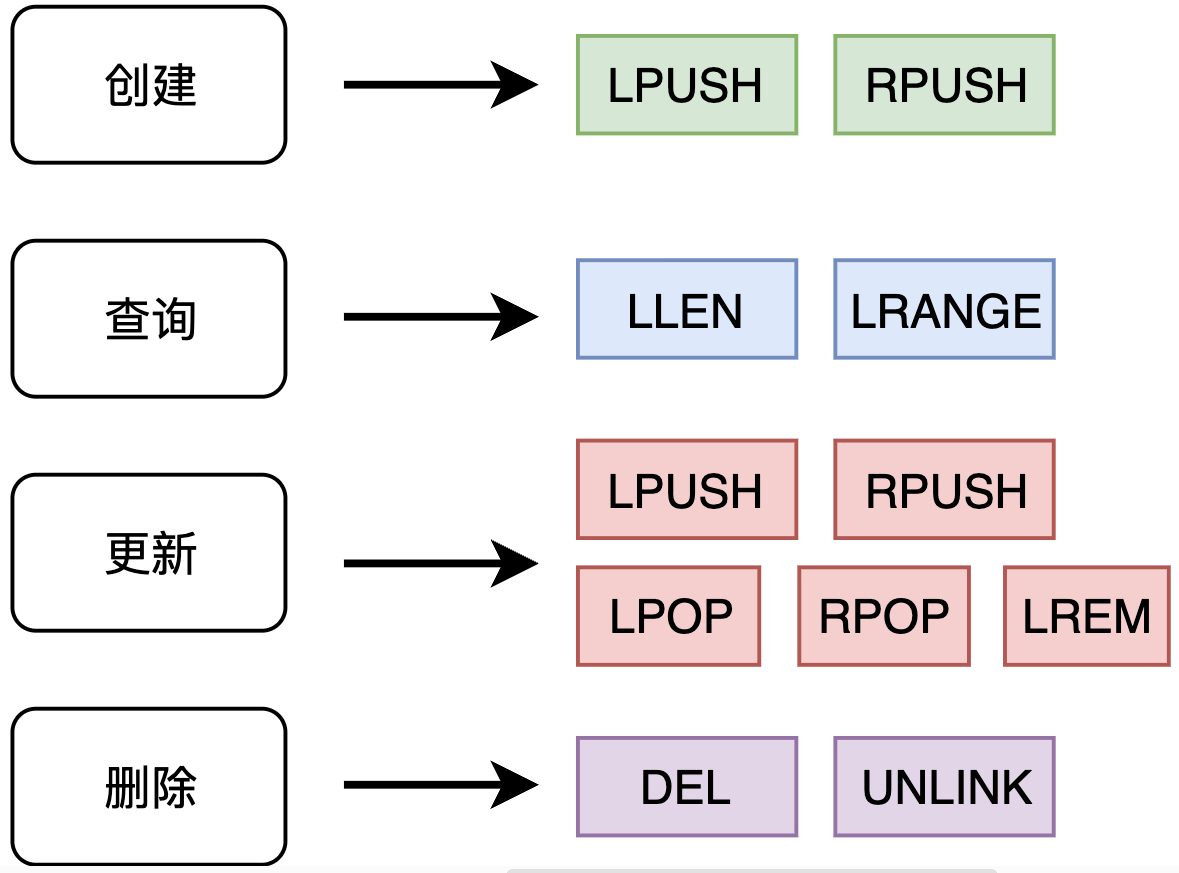 创建
LPUSH RPUSH
查询
LLEN LRANGE
更新
LPUSH RPUSH
LPOP RPOP LREM
删除
DEL UNLINK